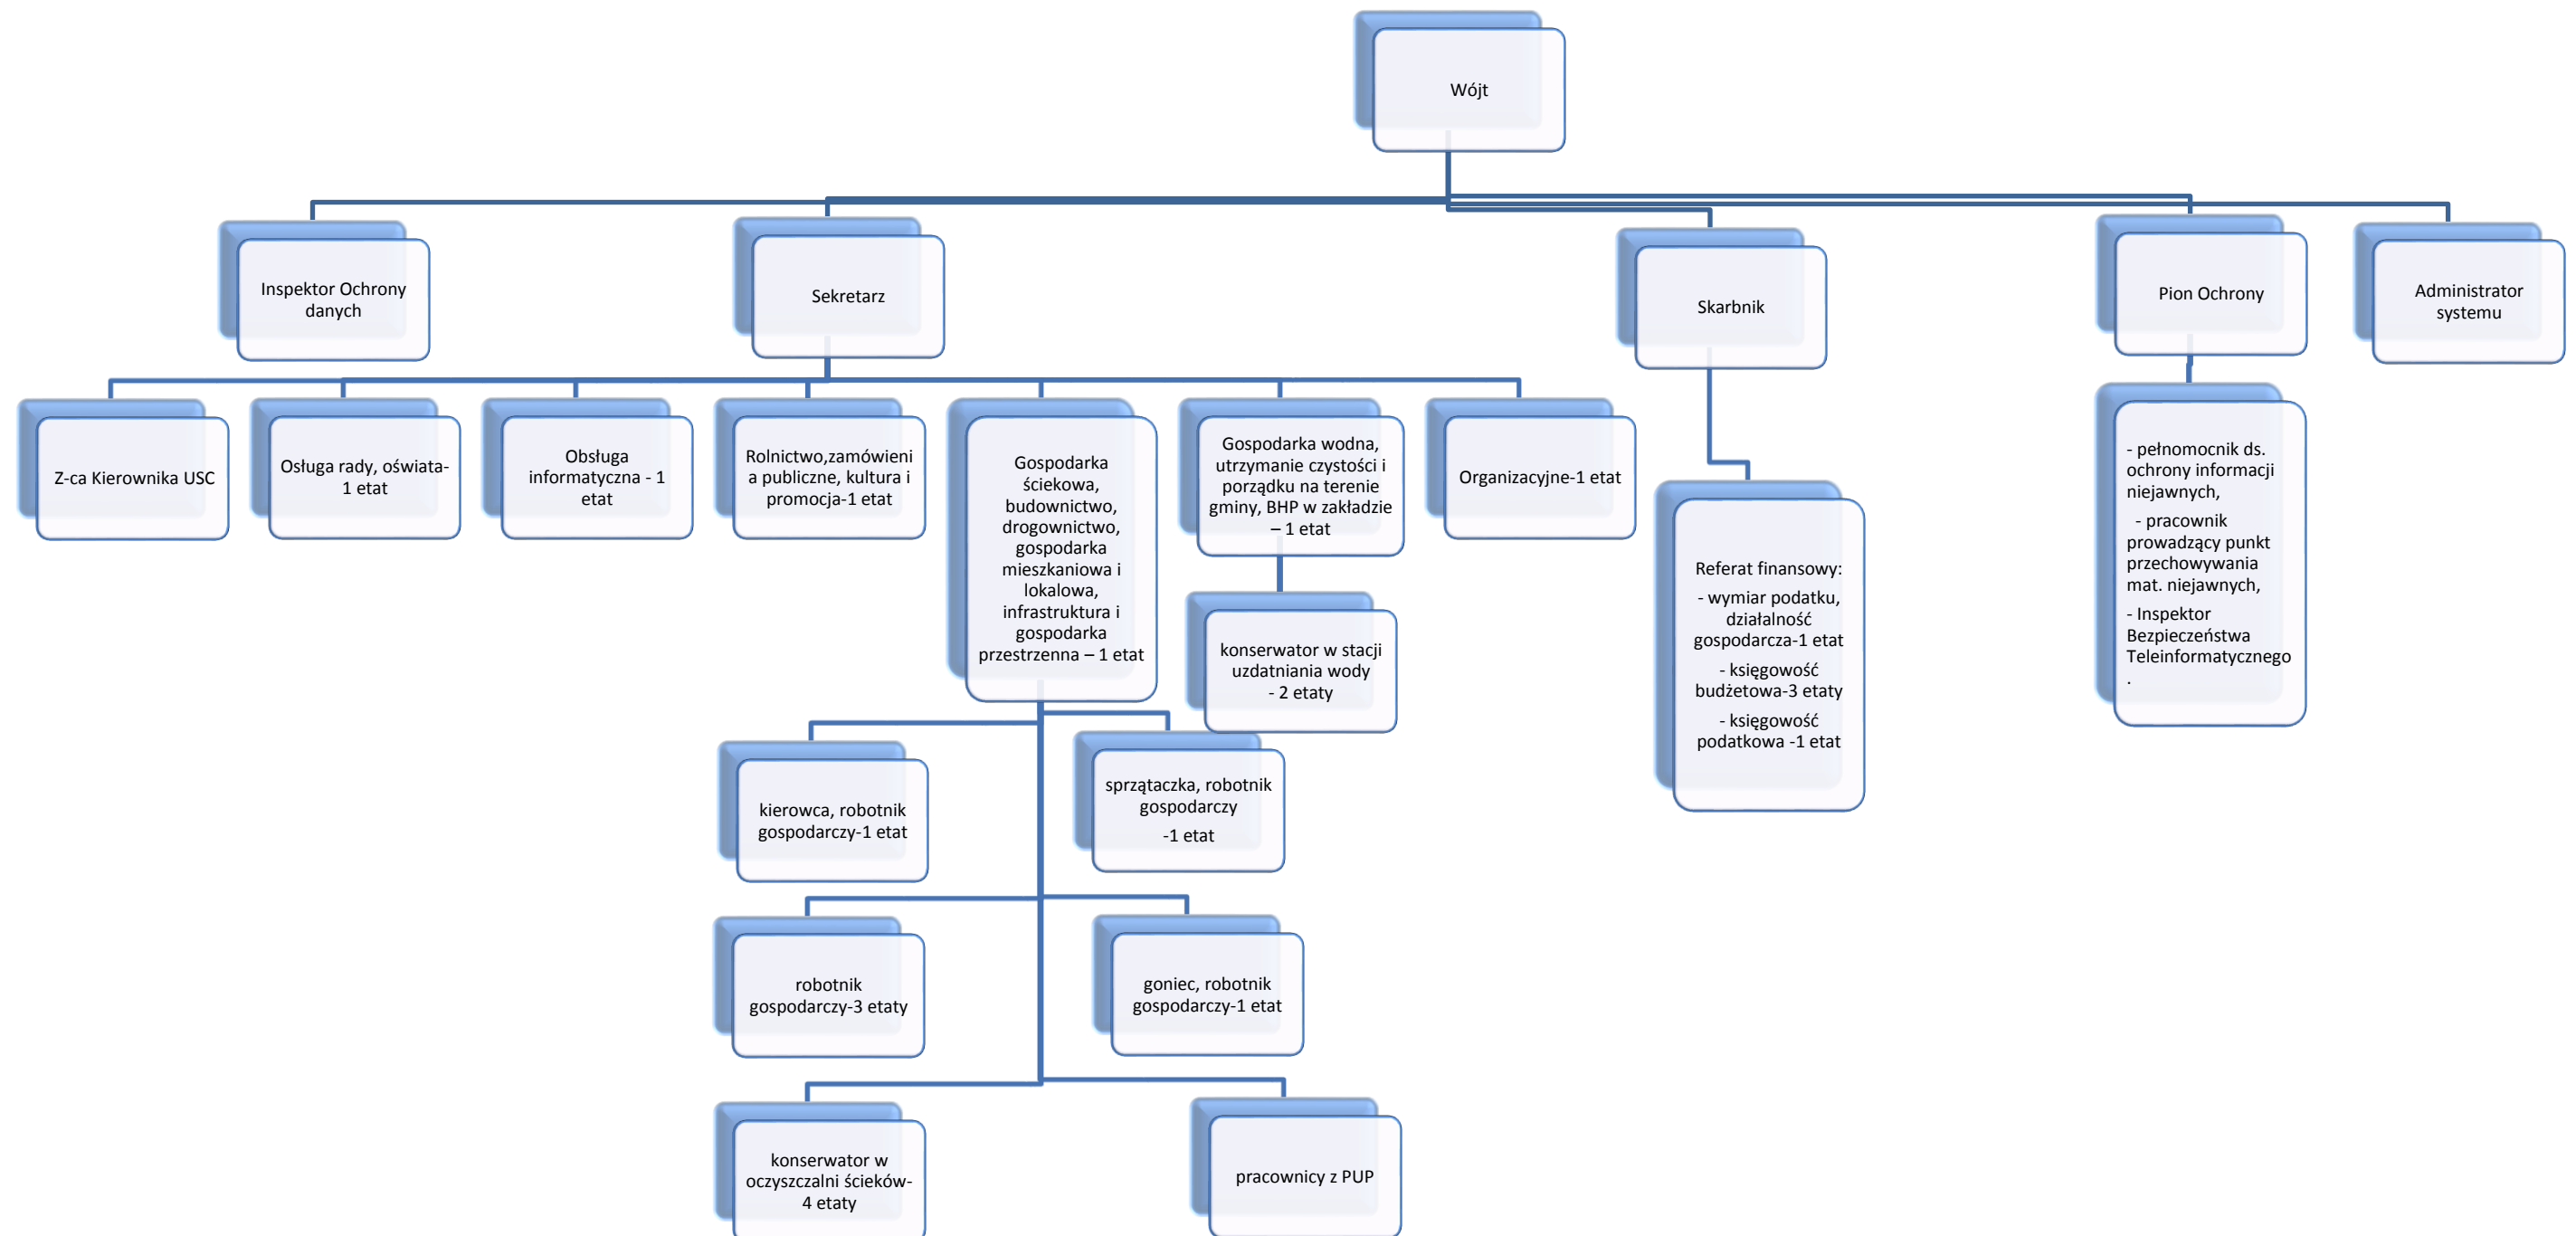 Wójt
Inspektor Ochrony
danych
Sekretarz
Skarbnik
Pion Ochrony
Administrator
systemu
Z-ca Kierownika USC
Osługa rady, oświata-
1 etat
Obsługa
informatyczna - 1
etat
Rolnictwo,zamówieni
a publiczne, kultura i
promocja-1 etat
Gospodarka
ściekowa,
budownictwo,
drogownictwo,
gospodarka
mieszkaniowa i
lokalowa,
infrastruktura i
gospodarka
przestrzenna – 1 etat
Gospodarka wodna,
utrzymanie czystości i
porządku na terenie
gminy, BHP w zakładzie
– 1 etat
Organizacyjne-1 etat
Referat finansowy:
- wymiar podatku,
działalność
gospodarcza-1 etat
- księgowość
budżetowa-3 etaty
- księgowość
podatkowa -1 etat
- pełnomocnik ds.
ochrony informacji
niejawnych,
- pracownik
prowadzący punkt
przechowywania
mat. niejawnych,
- Inspektor
Bezpieczeństwa
Teleinformatycznego
.
konserwator w stacji
uzdatniania wody
- 2 etaty
kierowca, robotnik
gospodarczy-1 etat
sprzątaczka, robotnik
gospodarczy
-1 etat
robotnik
gospodarczy-3 etaty
goniec, robotnik
gospodarczy-1 etat
konserwator w
oczyszczalni ścieków-
4 etaty
pracownicy z PUP